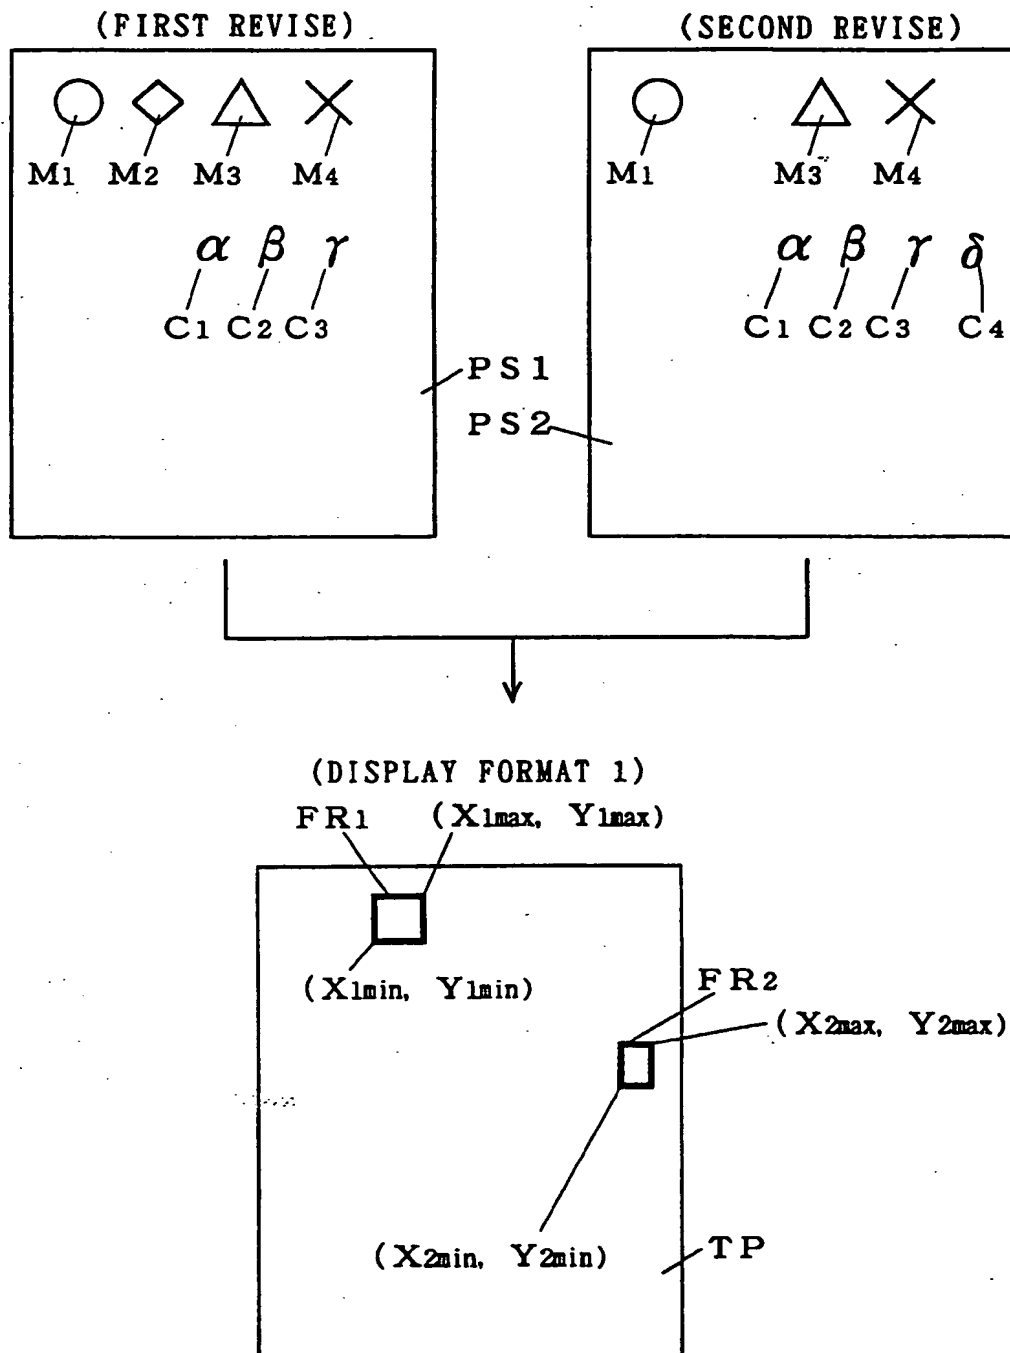 (FIRST REVISE)
(SECOND REVISE)
M1 M2 M3 M4
M1 M3 M4
α β γ
α β γ δ
C1 C2 C3
C1 C2 C3 C4
PS1
PS2
(DISPLAY FORMAT 1)
FR1 (X1max, Y1max)
(X1min, Y1min)
FR2
(X2max, Y2max)
(X2min, Y2min)
TP